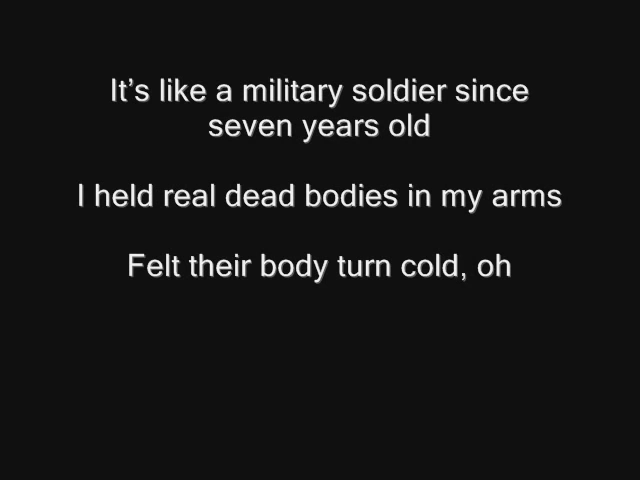 It’s like a military soldier since
seven years old
I held real dead bodies in my arms
Felt their body turn cold, oh